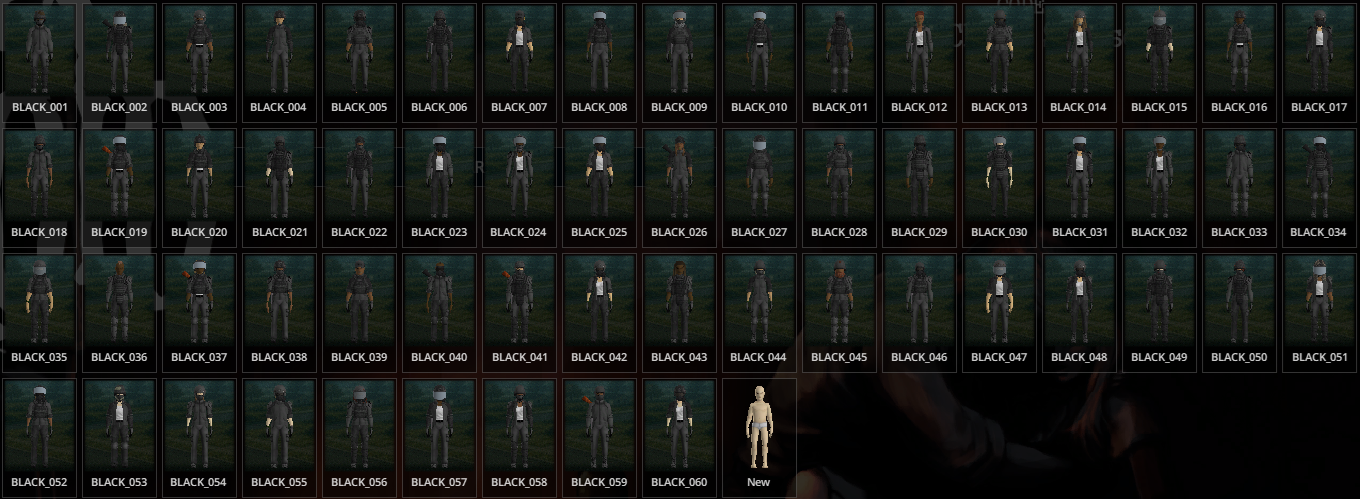 BLACK_001 BLACK_002 BLACK_003 BLACK_004 BLACK_005 BLACK_006 BLACK_007 BLACK_008 BLACK_009 BLACK_010 BLACK_011 BLACK_012 BLACK_013 BLACK_014 BLACK_015 BLACK_016 BLACK_017
BLACK_018 BLACK_019 BLACK_020 BLACK_021 BLACK_022 BLACK_023 BLACK_024 BLACK_025 BLACK_026 BLACK_027 BLACK_028 BLACK_029 BLACK_030 BLACK_031 BLACK_032 BLACK_033 BLACK_034
BLACK_035 BLACK_036 BLACK_037 BLACK_038 BLACK_039 BLACK_040 BLACK_041 BLACK_042 BLACK_043 BLACK_044 BLACK_045 BLACK_046 BLACK_047 BLACK_048 BLACK_049 BLACK_050 BLACK_051
BLACK_052 BLACK_053 BLACK_054 BLACK_055 BLACK_056 BLACK_057 BLACK_058 BLACK_059 BLACK_060 New